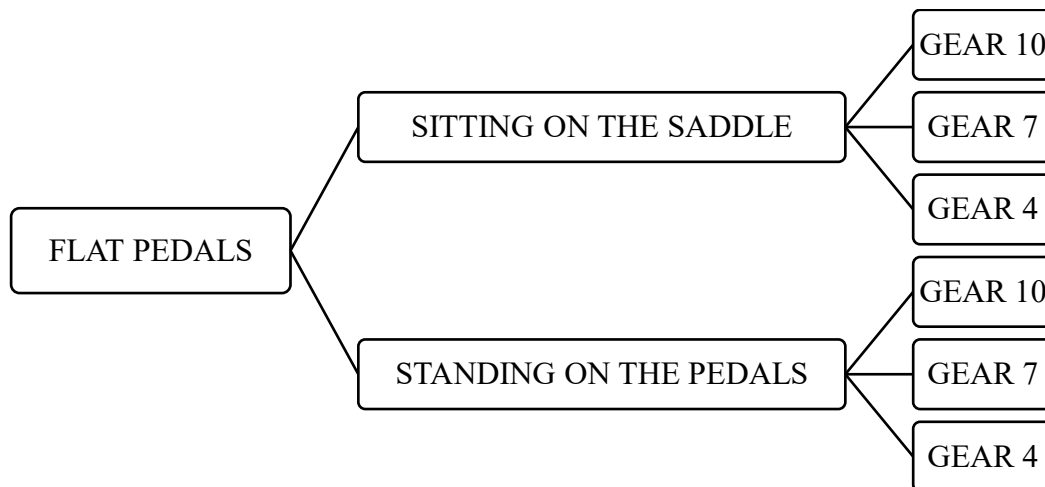 GEAR 10
SITTING ON THE SADDLE
GEAR 7
GEAR 4
FLAT PEDALS
GEAR 10
STANDING ON THE PEDALS
GEAR 7
GEAR 4